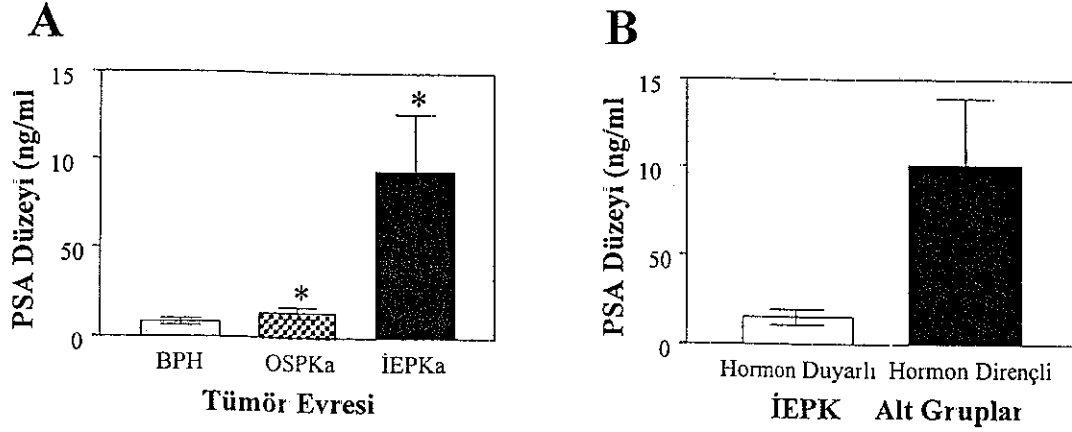 A
PSA Düzeyi (ng/ml)
15
10
50
0
*
*
BPH OSPKa İEPKa
Tümör Evresi
B
PSA Düzeyi (ng/ml)
15
10
50
0
Hormon Duyarlı Hormon Dirençli
İEPK Alt Gruplar